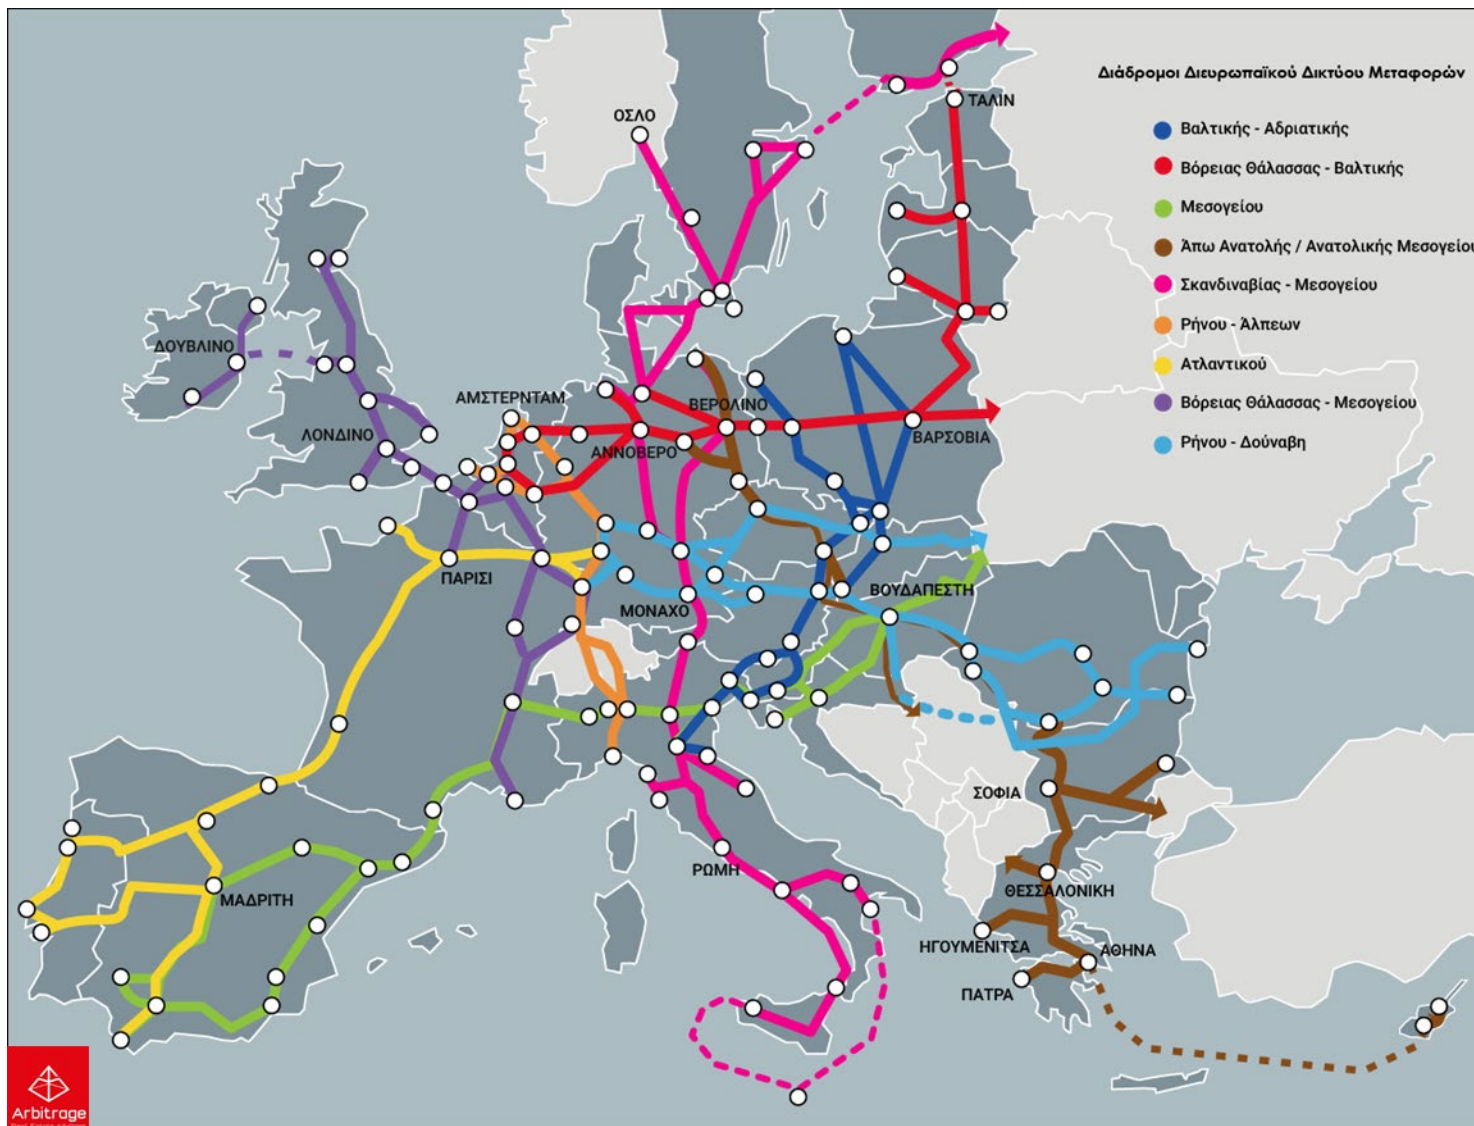 Διάδρομοι Διευρωπαϊκού Δικτύου Μεταφορών
Βαλτικής - Αδριατικής
Βόρειας Θάλασσας - Βαλτικής
Μεσογείου
Άπω Ανατολής / Ανατολικής Μεσογείου
Σκανδιναβίας - Μεσογείου
Ρήνου - Άλπεων
Ατλαντικού
Βόρειας Θάλασσας - Μεσογείου
Ρήνου - Δούναβη
ΤΑΛΙΝ
ΟΣΛΟ
ΔΟΥΒΛΙΝΟ
ΑΜΣΤΕΡΝΤΑΜ
ΒΕΡΟΛΙΝΟ
ΛΟΝΔΙΝΟ
ΑΝΝΟΒΕΡΟ
ΒΑΡΣΟΒΙΑ
ΠΑΡΙΣΙ
ΜΟΝΑΧΟ
ΒΟΥΔΑΠΕΣΤΗ
ΣΟΦΙΑ
ΡΩΜΗ
ΜΑΔΡΙΤΗ
ΘΕΣΣΑΛΟΝΙΚΗ
ΗΓΟΥΜΕΝΙΤΣΑ
ΑΘΗΝΑ
ΠΑΤΡΑ
Arbitrage